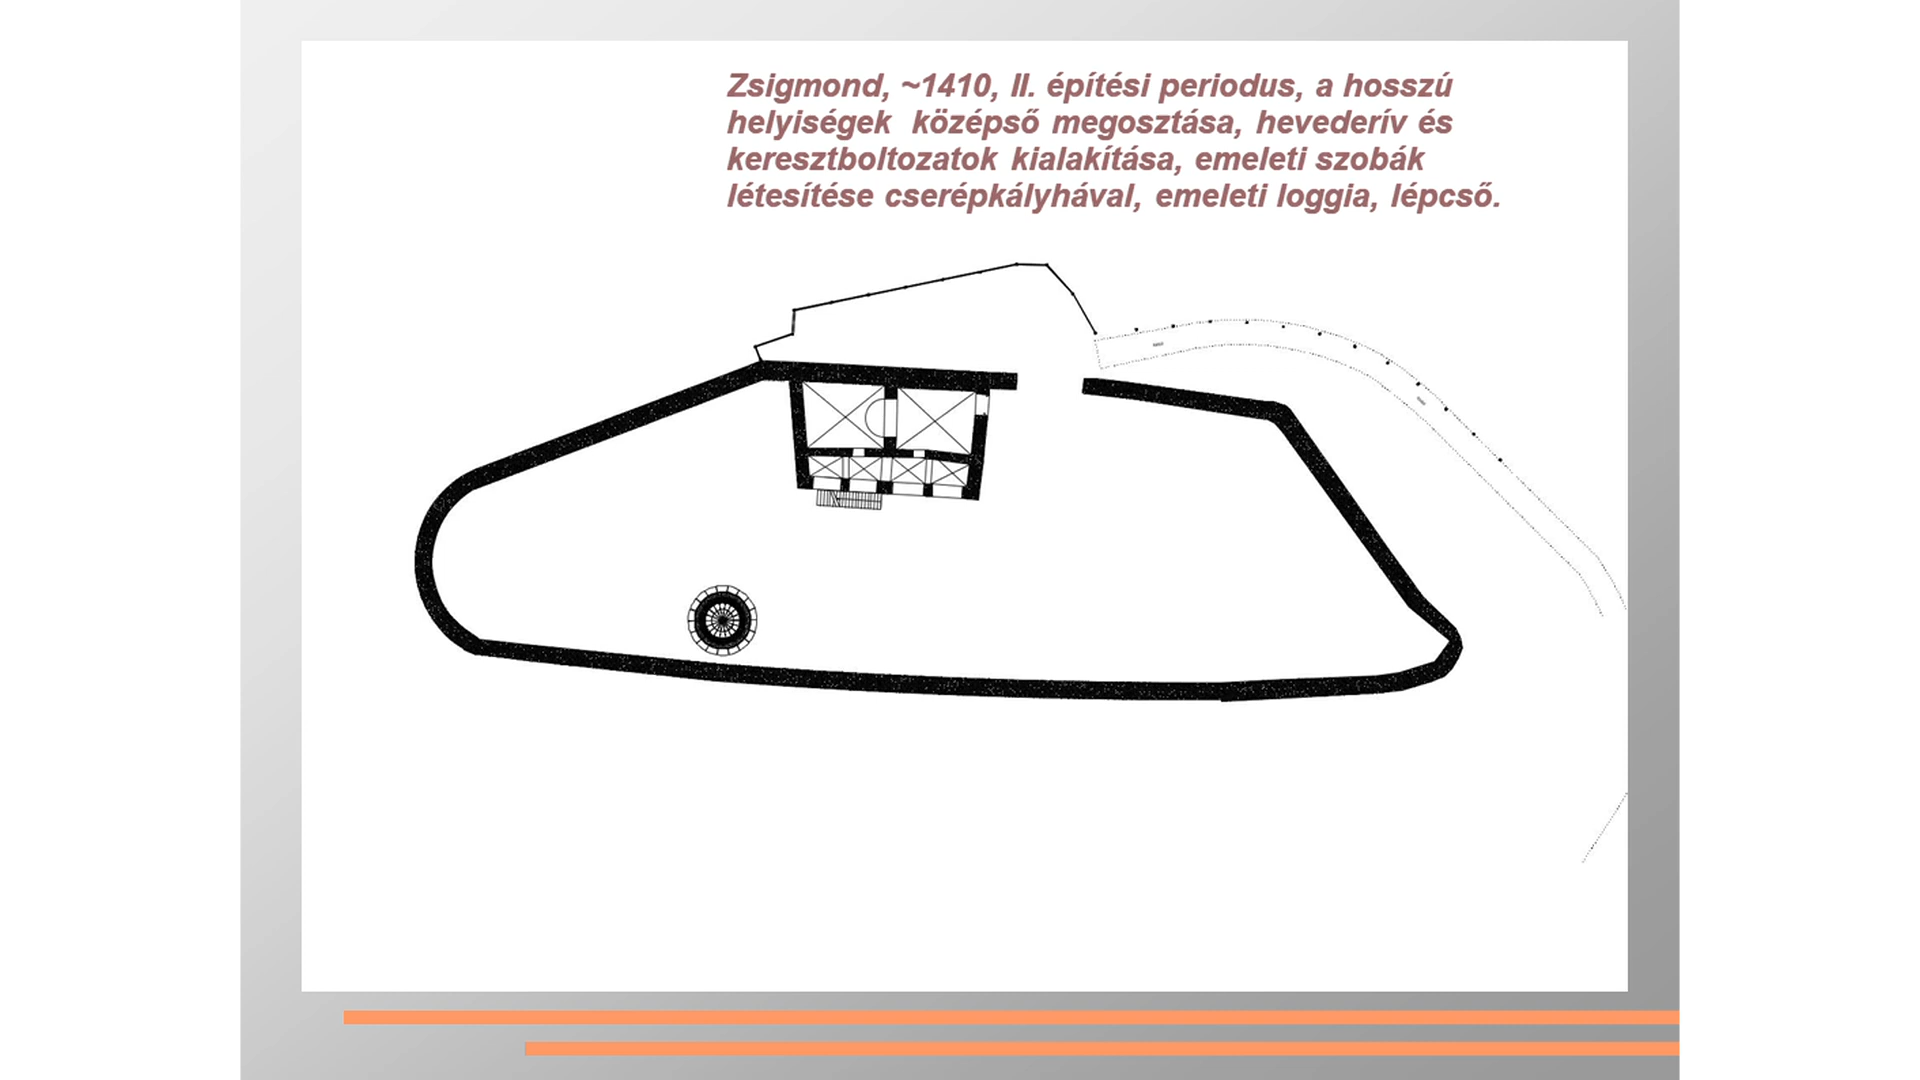 Zsigmond, ~1410, II. építési periodus, a hosszú
helyiségek középső megosztása, hevederív és
keresztboltozatok kialakítása, emeleti szobák
létesítése cserépkályhával, emeleti loggia, lépcső.